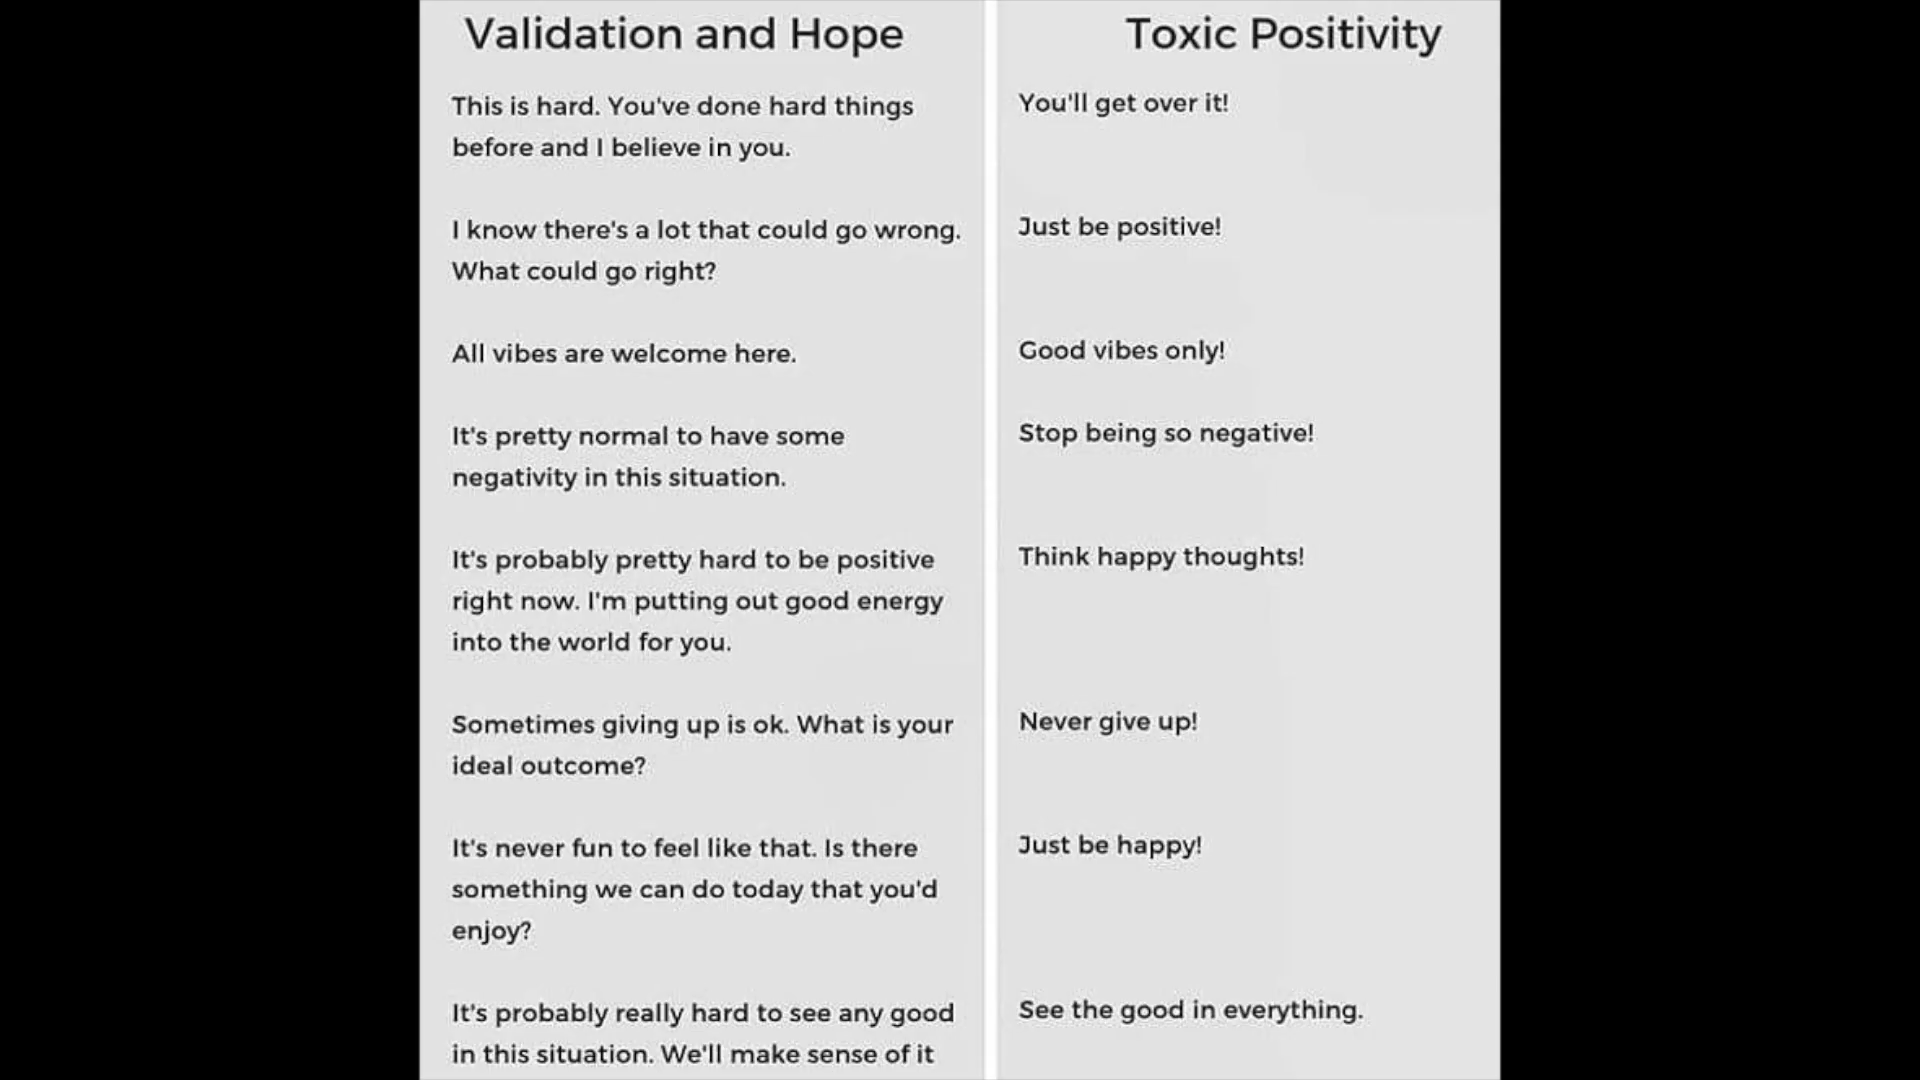 Validation and Hope
Toxic Positivity
This is hard. You've done hard things
before and I believe in you.
You'll get over it!
I know there's a lot that could go wrong.
What could go right?
Just be positive!
All vibes are welcome here.
Good vibes only!
It's pretty normal to have some
negativity in this situation.
Stop being so negative!
It's probably pretty hard to be positive
right now. I'm putting out good energy
into the world for you.
Think happy thoughts!
Sometimes giving up is ok. What is your
ideal outcome?
Never give up!
It's never fun to feel like that. Is there
something we can do today that you'd
enjoy?
Just be happy!
It's probably really hard to see any good
in this situation. We'll make sense of it
See the good in everything.